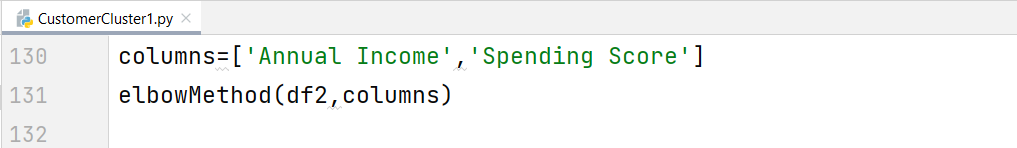 CustomerCluster1.py
130 columns=['Annual Income','Spending Score']
131 elbowMethod(df2,columns)
132